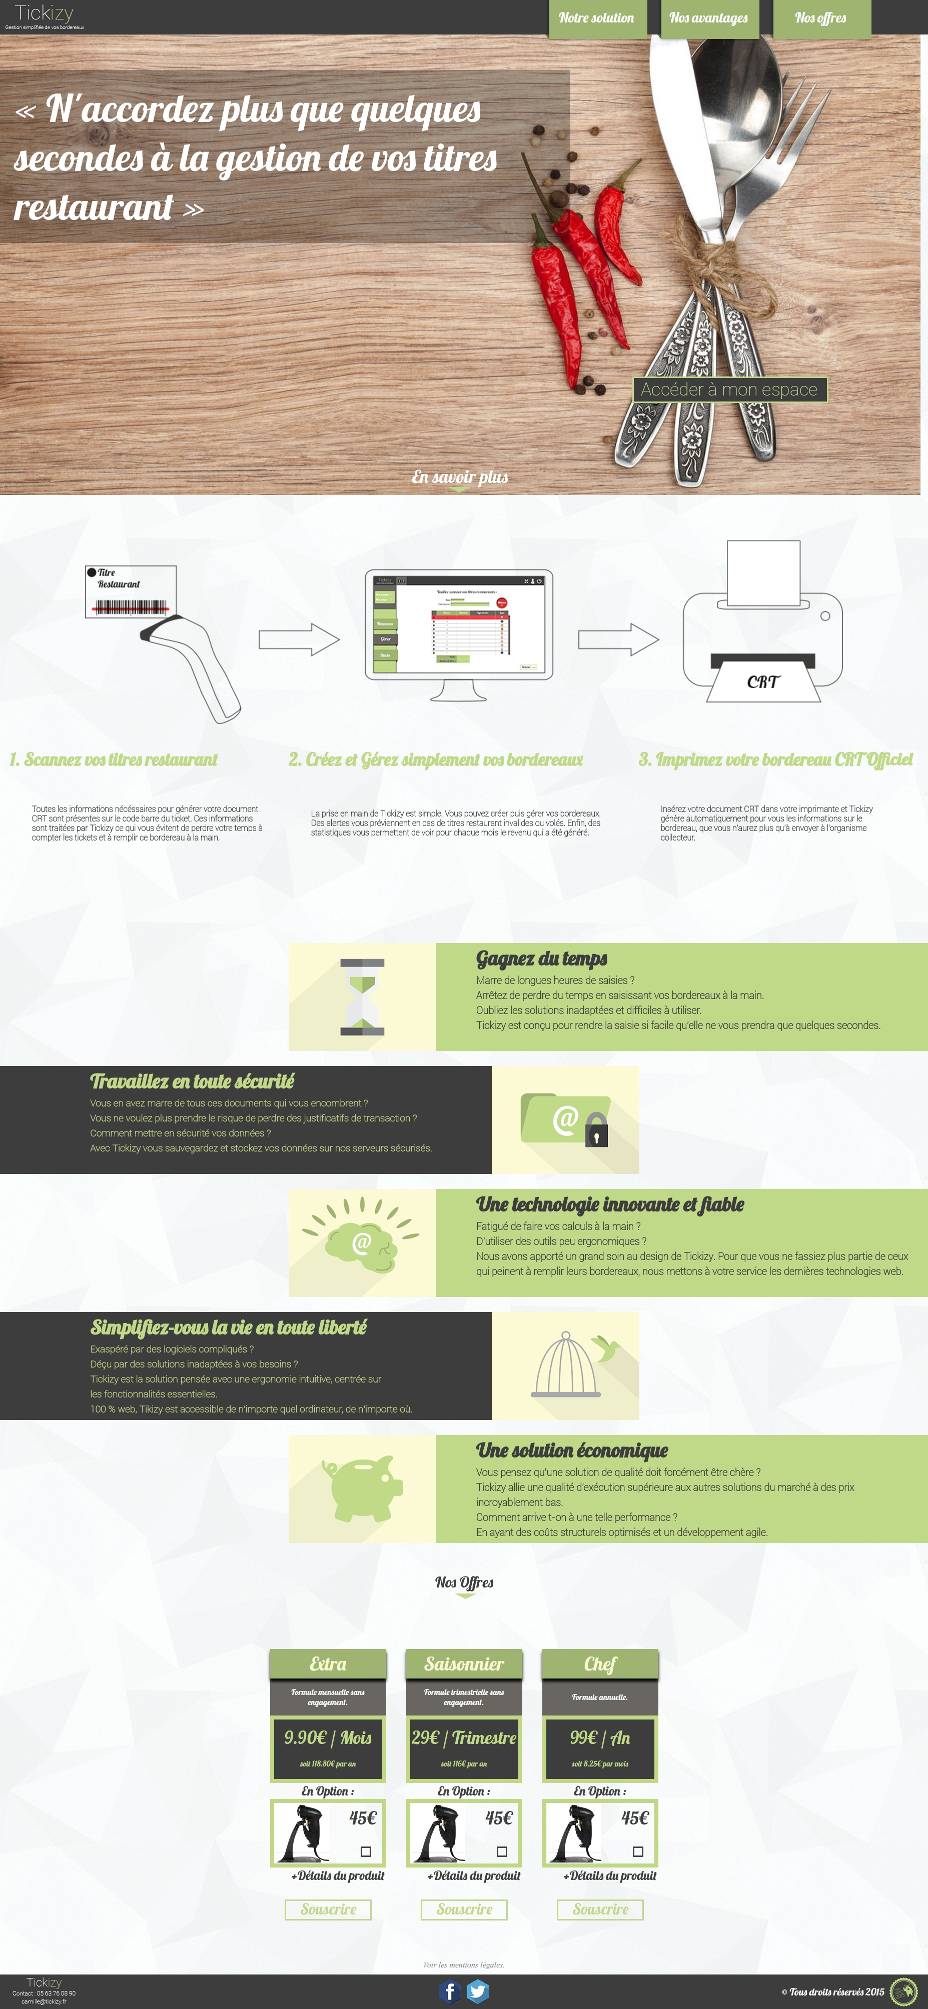 Tickizy
Gestion simplifiée de vos bordereaux
Notre solution
Nos avantages
Nos offres
« N'accordez plus que quelques
secondes à la gestion de vos titres
restaurant »
Accéder à mon espace
En savoir plus
Titre
Restaurant
CRT
1. Scannez vos titres restaurant
2. Créez et Gérez simplement vos bordereaux
3. Imprimez votre bordereau CRT Officiel
Toutes les informations nécéssaires pour générer votre document
CRT sont présentes sur le code barre du ticket. Ces informations
sont traitées par Tickizy ce qui vous évitent de perdre votre temps à
compter les tickets et à remplir ce bordereau à la main.
La prise en main de Tickizy est simple. Vous pouvez créer puis gérer vos bordereaux.
Des alertes vous préviennent en cas de titres restaurant invalides ou volés. Enfin, des
statistiques vous permettent de voir pour chaque mois le revenu qui a été généré.
Insérez votre document CRT dans votre imprimante et Tickizy
génère automatiquement pour vous les informations sur le
bordereau, que vous n'aurez plus qu'à envoyer à l'organisme
collecteur.
Gagnez du temps
Marre de longues heures de saisies ?
Arrêtez de perdre du temps en saisissant vos bordereaux à la main.
Oubliez les solutions inadaptées et difficiles à utiliser.
Tickizy est conçu pour rendre la saisie si facile qu'elle ne vous prendra que quelques secondes.
Travaillez en toute sécurité
Vous en avez marre de tous ces documents qui vous encombrent ?
Vous ne voulez plus prendre le risque de perdre des justificatifs de transaction ?
Comment mettre en sécurité vos données ?
Avec Tickizy vous sauvegardez et stockez vos données sur nos serveurs sécurisés.
@
Une technologie innovante et fiable
Fatigué de faire vos calculs à la main ?
D'utiliser des outils peu ergonomiques ?
Nous avons apporté un grand soin au design de Tickizy. Pour que vous ne fassiez plus partie de ceux
qui peinent à remplir leurs bordereaux, nous mettons à votre service les dernières technologies web.
@
Simplifiez-vous la vie en toute liberté
Exaspéré par des logiciels compliqués ?
Déçu par des solutions inadaptées à vos besoins ?
Tickizy est la solution pensée avec une ergonomie intuitive, centrée sur
les fonctionnalités essentielles.
100 % web, Tikizy est accessible de n'importe quel ordinateur, de n'importe où.
Une solution économique
Vous pensez qu'une solution de qualité doit forcément être chère ?
Tickizy allie une qualité d'exécution supérieure aux autres solutions du marché à des prix
incroyablement bas.
Comment arrive t-on à une telle performance ?
En ayant des coûts structurels optimisés et un développement agile.
Nos Offres
Extra
Formule mensuelle sans
engagement.
9.90€ / Mois
soit 118.80€ par an
En Option :
45€
+Détails du produit
Souscrire
Saisonnier
Formule trimestrielle sans
engagement.
29€ / Trimestre
soit 116€ par an
En Option :
45€
+Détails du produit
Souscrire
Chef
Formule annuelle.
99€ / An
soit 8.25€ par mois
En Option :
45€
+Détails du produit
Souscrire
Voir les mentions légales.
Tickizy
Contact : 05 63 76 08 90
camille@tickizy.fr
© Tous droits réservés 2015